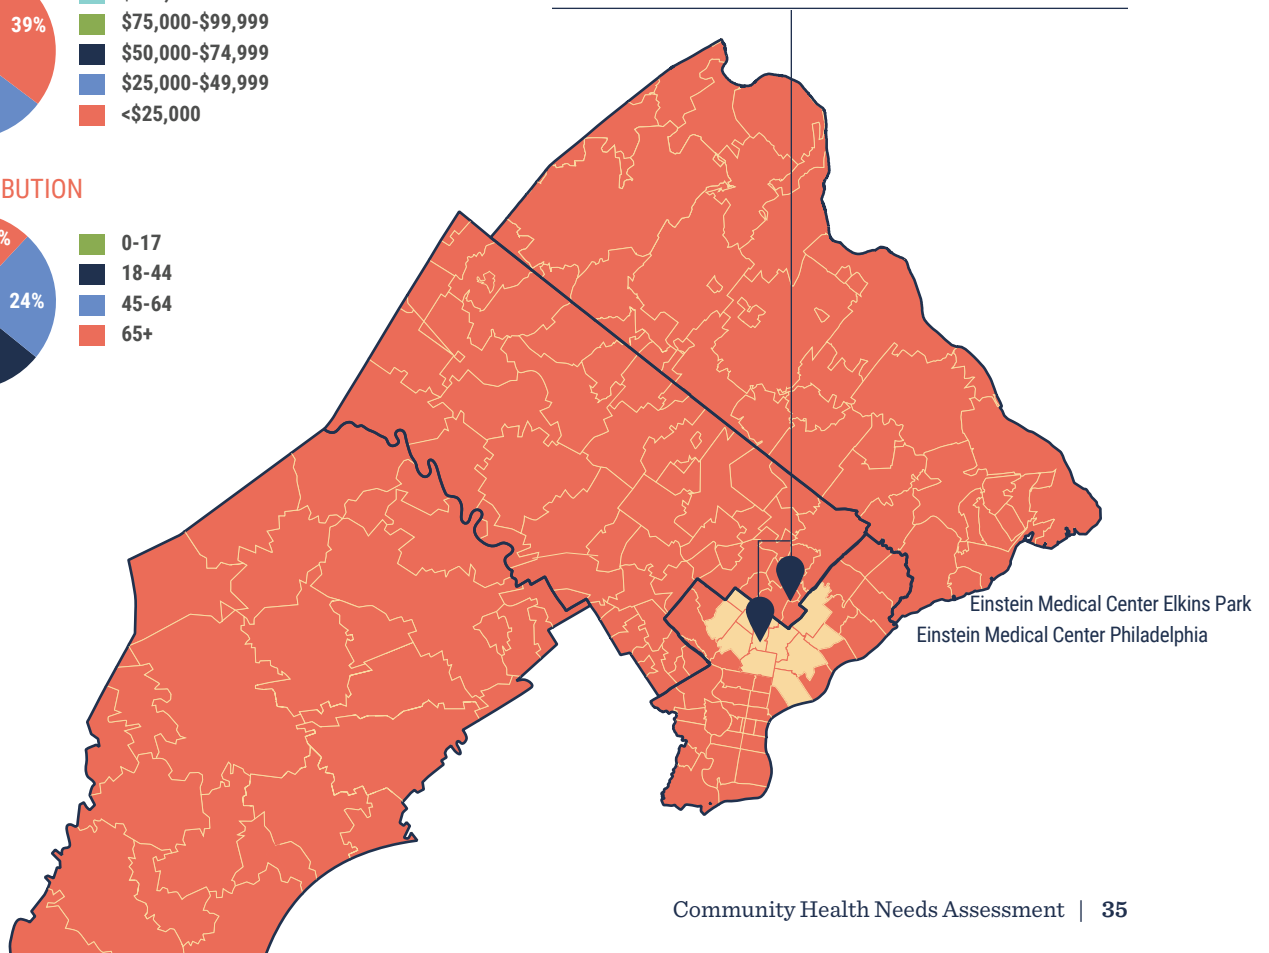 39%
$75,000-$99,999
$50,000-$74,999
$25,000-$49,999
<$25,000
BUTION
%
0-17
18-44
24%
45-64
65+
Einstein Medical Center Elkins Park
Einstein Medical Center Philadelphia
Community Health Needs Assessment | 35